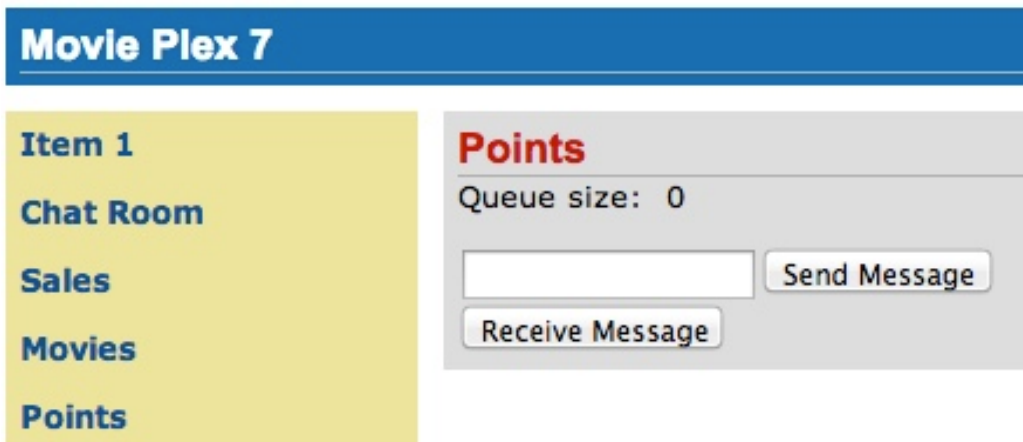 Movie Plex 7
Item 1
Chat Room
Sales
Movies
Points
Points
Queue size: 0
Send Message
Receive Message